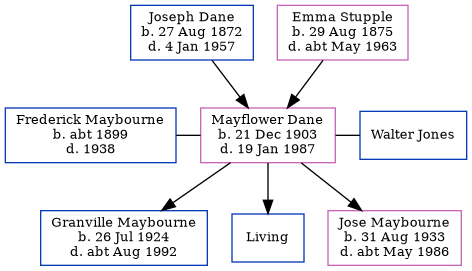 Joseph Dane
b. 27 Aug 1872
d. 4 Jan 1957
Emma Stupple
b. 29 Aug 1875
d. abt May 1963
Frederick Maybourne
b. abt 1899
d. 1938
Mayflower Dane
b. 21 Dec 1903
d. 19 Jan 1987
Walter Jones
Granville Maybourne
b. 26 Jul 1924
d. abt Aug 1992
Living
Jose Maybourne
b. 31 Aug 1933
d. abt May 1986